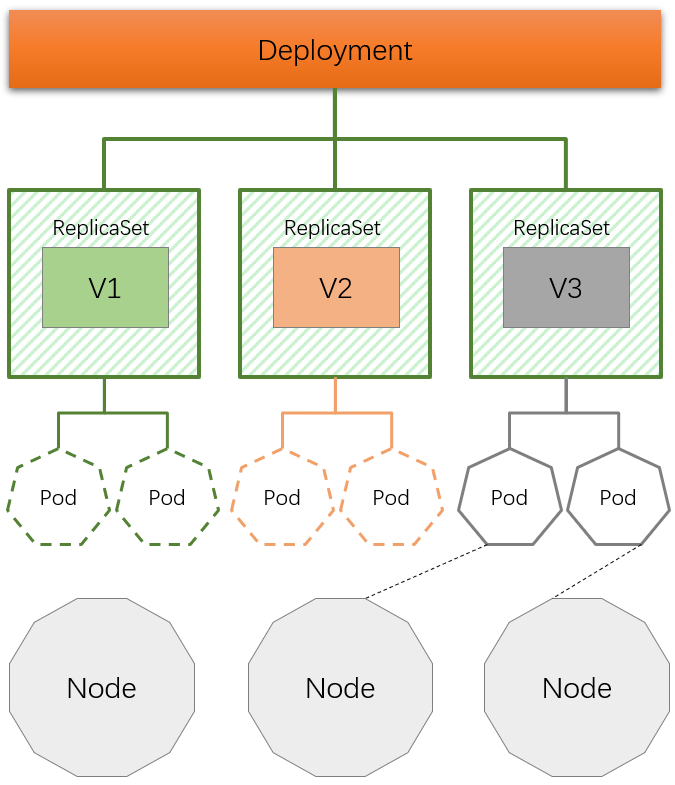 Deployment
ReplicaSet
V1
ReplicaSet
V2
ReplicaSet
V3
Pod
Pod
Pod
Pod
Pod
Pod
Node
Node
Node